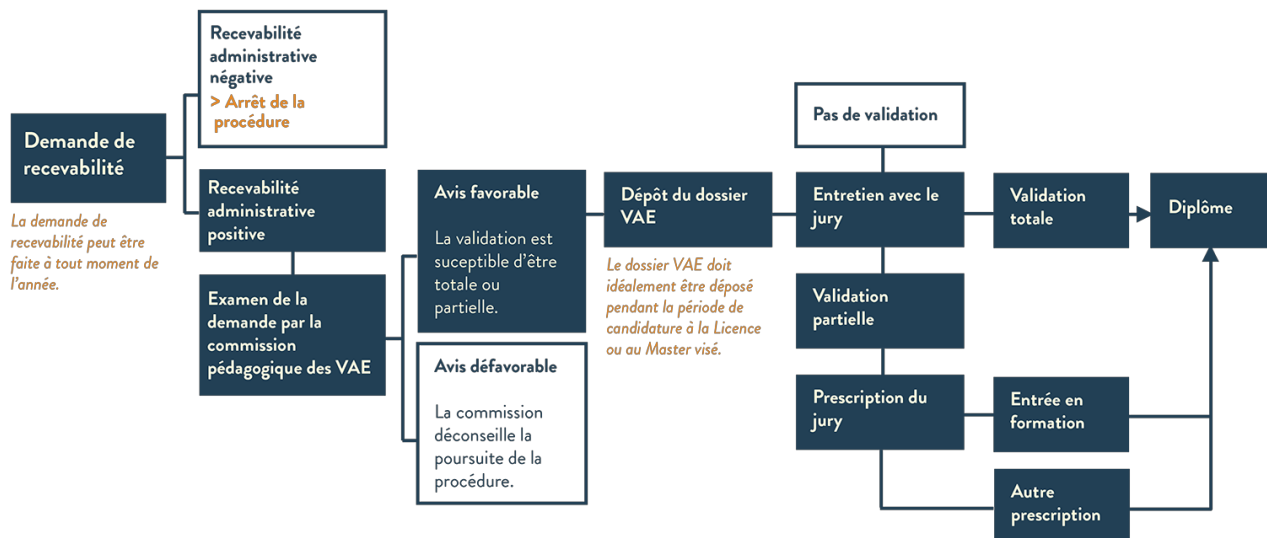 Recevabilité
administrative
négative
> Arrêt de la
procédure
Demande de
recevabilité
La demande de
recevabilité peut être
faite à tout moment de
l'année.
Recevabilité
administrative
positive
Examen de la
demande par la
commission
pédagogique des VAE
Avis favorable
La validation est
suceptible d'être
totale ou
partielle.
Avis défavorable
La commission
déconseille la
poursuite de la
procédure.
Dépôt du dossier
VAE
Le dossier VAE doit
idéalement être déposé
pendant la période de
candidature à la Licence
ou au Master visé.
Pas de validation
Entretien avec le
jury
Validation
totale
Diplôme
Validation
partielle
Prescription du
jury
Entrée en
formation
Autre
prescription